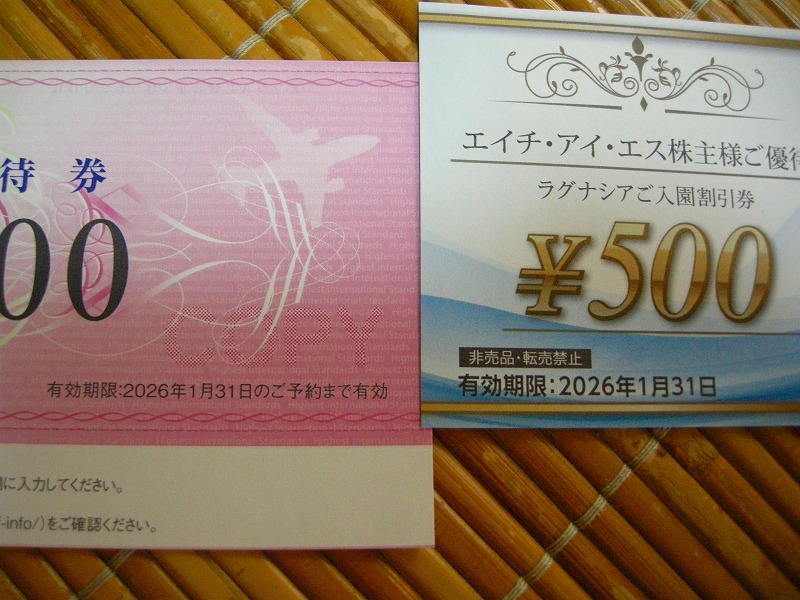 待券
00
COPY
有効期限:2026年1月31日のご予約まで有効
に入力してください。
-info/)をご確認ください。
エイチ・アイ・エス株主様ご優待
ラグナシアご入園割引券
¥500
非売品・転売禁止
有効期限:2026年1月31日